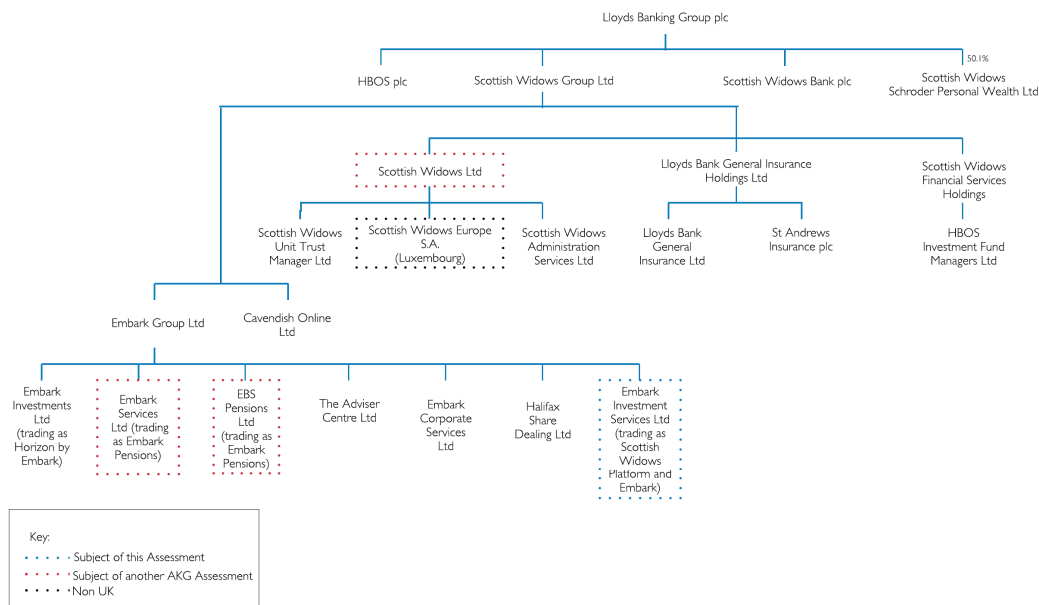 Lloyds Banking Group plc
50.1%
HBOS plc
Scottish Widows Group Ltd
Scottish Widows Bank plc
Scottish Widows
Schroder Personal Wealth Ltd
Scottish Widows Ltd
Lloyds Bank General Insurance
Holdings Ltd
Scottish Widows
Financial Services
Holdings
Scottish Widows
Unit Trust
Manager Ltd
Scottish Widows Europe
S.A.
(Luxembourg)
Scottish Widows
Administration
Services Ltd
Lloyds Bank
General
Insurance Ltd
St Andrews
Insurance plc
HBOS
Investment Fund
Managers Ltd
Embark Group Ltd
Cavendish Online
Ltd
Embark
Investments
Ltd
(trading as
Horizon by
Embark)
Embark
Services
Ltd (trading
as Embark
Pensions)
EBS
Pensions
Ltd
(trading as
Embark
Pensions)
The Adviser
Centre Ltd
Embark
Corporate
Services
Ltd
Halifax
Share
Dealing Ltd
Embark
Investment
Services Ltd
(trading as
Scottish
Widows
Platform and
Embark)
Key:
Subject of this Assessment
Subject of another AKG Assessment
Non UK